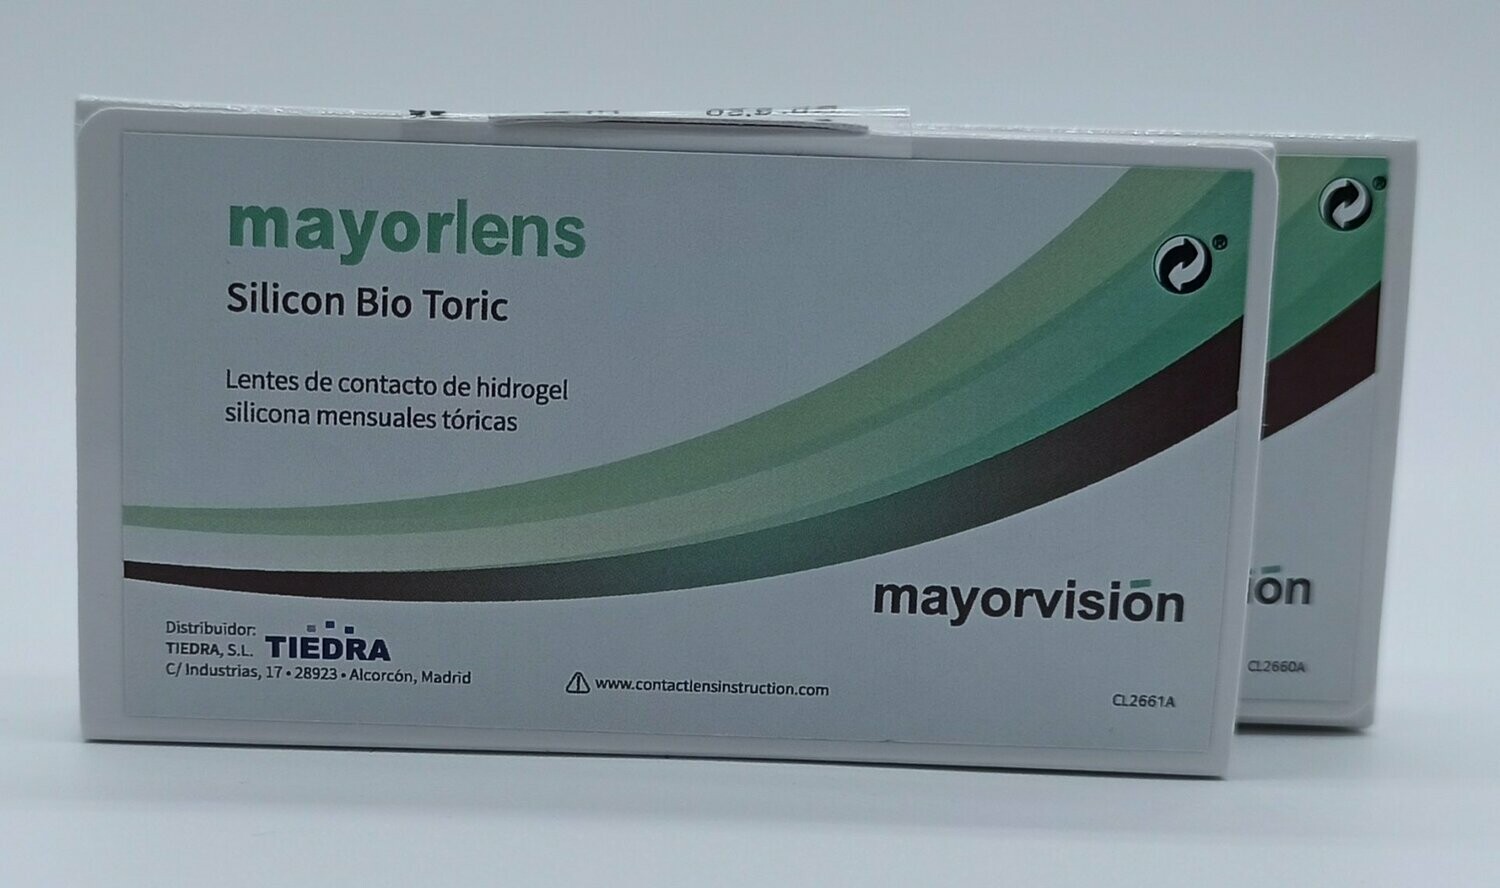 mayorlens
Silicon Bio Toric
Lentes de contacto de hidrogel
silicona mensuales tóricas
®
mayorvisión
Distribuidor:
TIEDRA, S.L. TIEDRA
C/ Industrias, 17 • 28923 • Alcorcón, Madrid
www.contactlensinstruction.com
CL2661A
®
ión
CL2660A